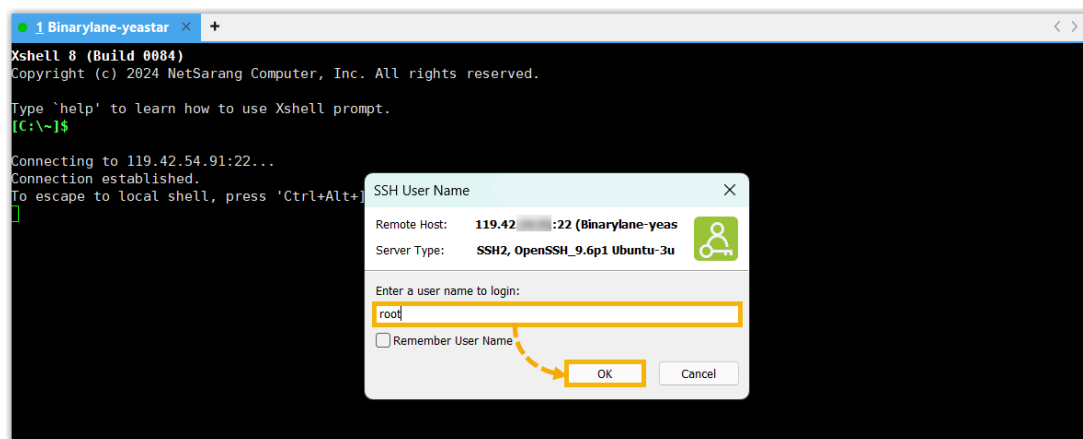 1 Binarylane-yeastar × +
Xshell 8 (Build 0084)
Copyright (c) 2024 NetSarang Computer, Inc. All rights reserved.
Type `help' to learn how to use Xshell prompt.
[C:\~]$
Connecting to 119.42.54.91:22...
Connection established.
To escape to local shell, press 'Ctrl+Alt+]
SSH User Name
Remote Host: 119.42 :22 (Binarylane-yeas
Server Type: SSH2, OpenSSH_9.6p1 Ubuntu-3u
Enter a user name to login:
root
Remember User Name
OK Cancel